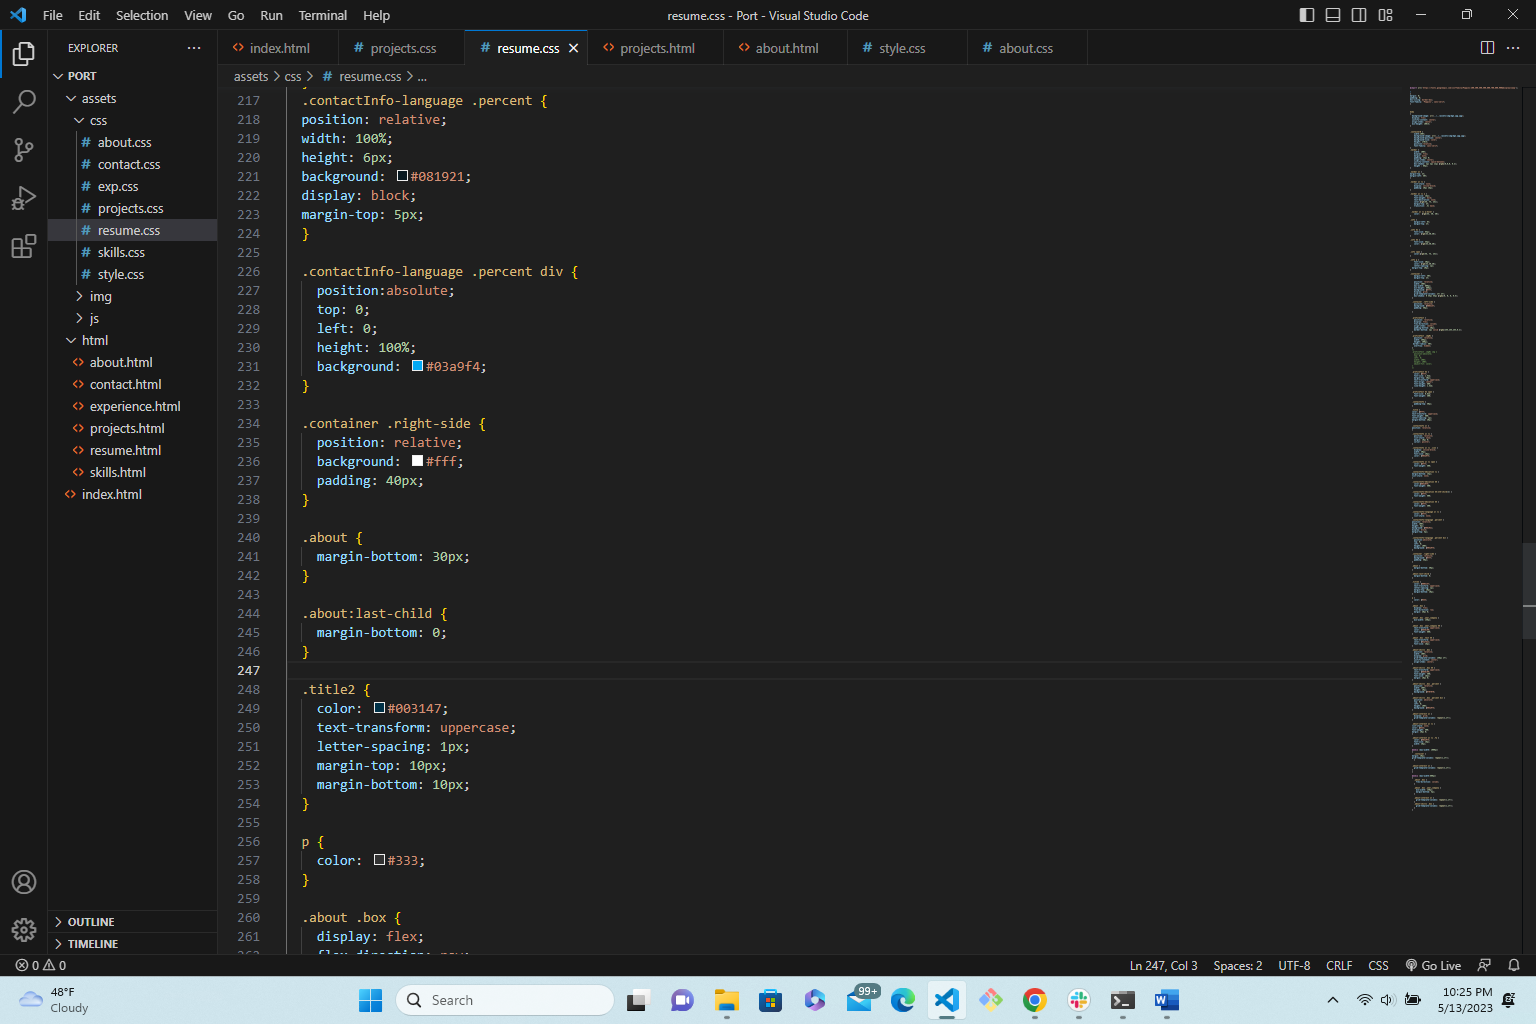 File Edit Selection View Go Run Terminal Help
resume.css - Port - Visual Studio Code
EXPLORER
PORT
assets
css
about.css
contact.css
exp.css
projects.css
resume.css
skills.css
style.css
img
js
html
about.html
contact.html
experience.html
projects.html
resume.html
skills.html
index.html
OUTLINE
TIMELINE
index.html projects.css resume.css projects.html about.html style.css about.css
assets > css > # resume.css > ...
217 .contactInfo-language .percent {
218 position: relative;
219 width: 100%;
220 height: 6px;
221 background: #081921;
222 display: block;
223 margin-top: 5px;
224 }
225
226 .contactInfo-language .percent div {
227 position:absolute;
228 top: 0;
229 left: 0;
230 height: 100%;
231 background: #03a9f4;
232 }
233
234 .container .right-side {
235 position: relative;
236 background: #fff;
237 padding: 40px;
238 }
239
240 .about {
241 margin-bottom: 30px;
242 }
243
244 .about:last-child {
245 margin-bottom: 0;
246 }
247
248 .title2 {
249 color: #003147;
250 text-transform: uppercase;
251 letter-spacing: 1px;
252 margin-top: 10px;
253 margin-bottom: 10px;
254 }
255
256 p {
257 color: #333;
258 }
259
260 .about .box {
261 display: flex;
0 0 Ln 247, Col 3 Spaces: 2 UTF-8 CRLF CSS Go Live
48°F
Cloudy
Search
99+
10:25 PM
5/13/2023